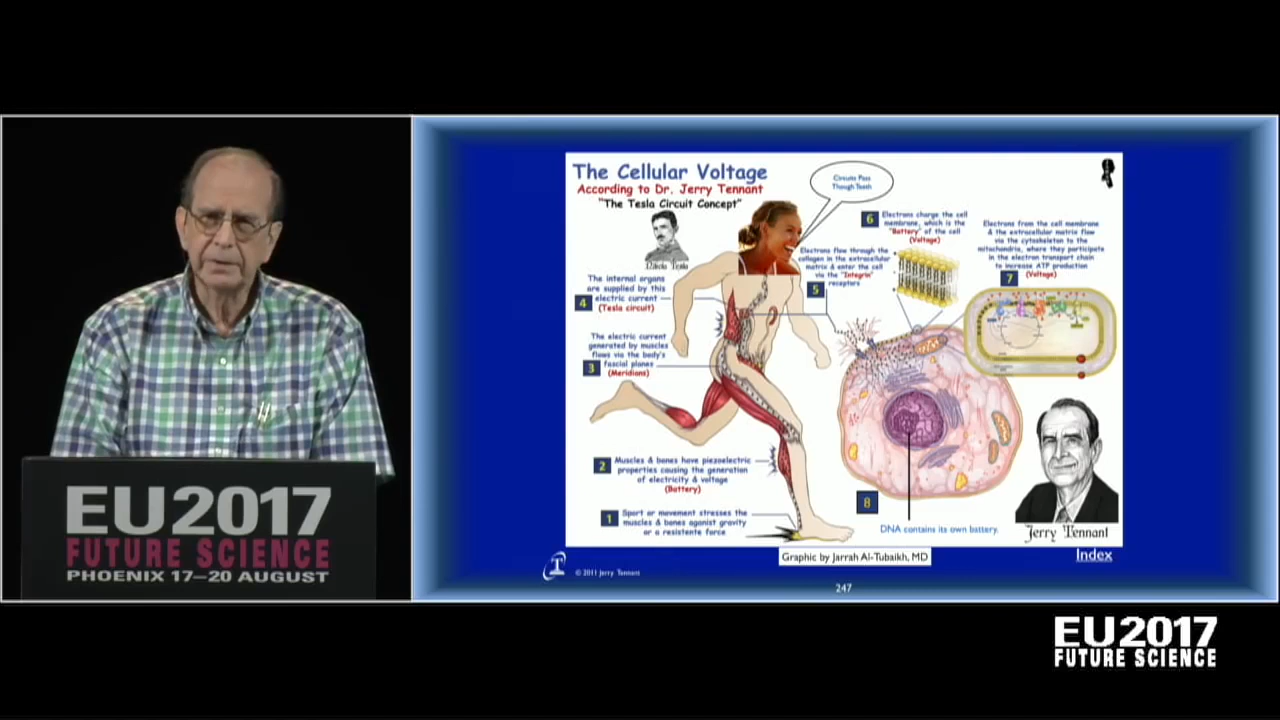 EU2017
FUTURE SCIENCE
PHOENIX 17–20 AUGUST
The Cellular Voltage
According to Dr. Jerry Tennant
"The Tesla Circuit Concept"
Nikola Tesla
Circuits Pass
Though Teeth
The internal organs
are supplied by this
4 electric current
(Tesla circuit)
The electric current
generated by muscles
flows via the body's
3 fascial planes
(Meridians)
2 Muscles & bones have piezoelectric
properties causing the generation
of electricity & voltage
(Battery)
1 Sport or movement stresses the
muscles & bones agonist gravity
or a resistente force
Electrons flow through the
collagen in the extracellular
matrix & enter the cell
via the "Integrin"
5 receptors
6 Electrons charge the cell
membrane, which is the
"Battery" of the cell
(Voltage)
Electrons from the cell membrane
& the extracellular matrix flow
via the cytoskeleton to the
mitochondria, where they participate
in the electron transport chain
to increase ATP production
7 (Voltage)
8
DNA contains its own battery.
Jerry Tennant
Graphic by Jarrah Al-Tubaikh, MD
Index
T
© 2011 Jerry Tennant
247
EU2017
FUTURE SCIENCE